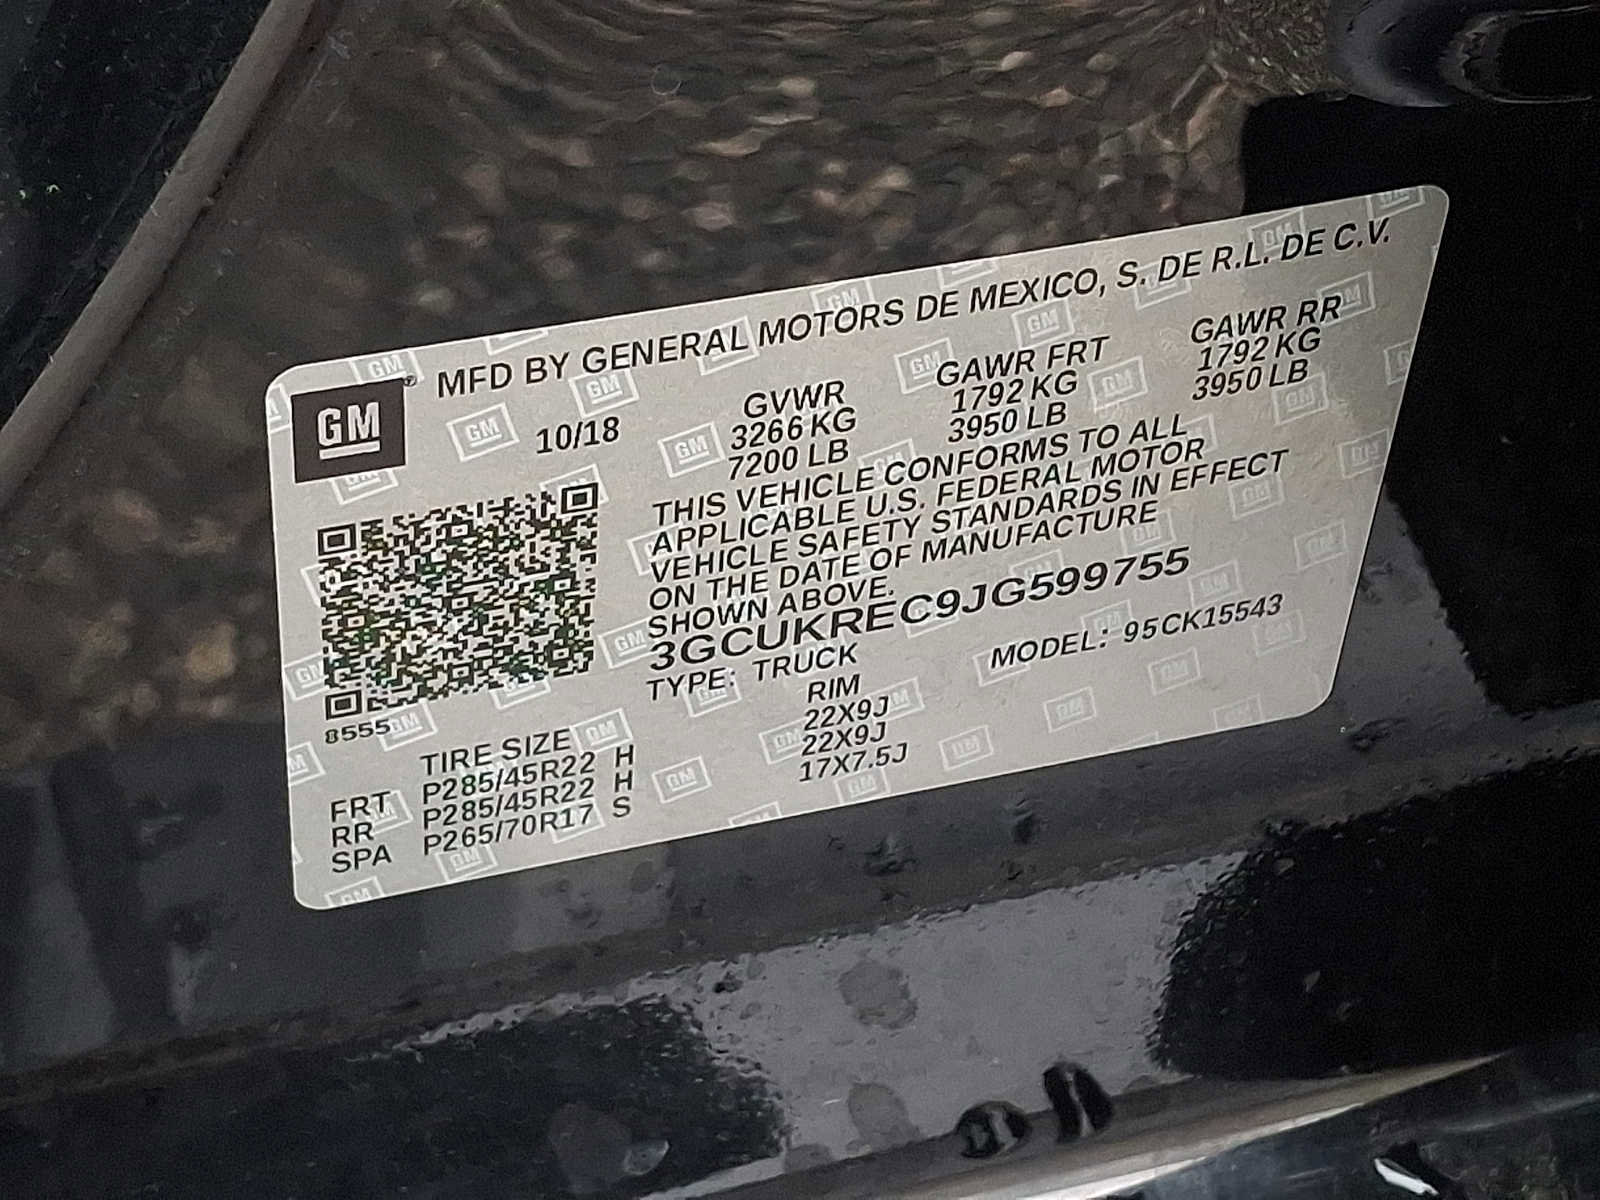 MFD BY GENERAL MOTORS DE MEXICO, S. DE R.L. DE C.V.
GM®
10/18
GVWR GAWR FRT GAWR RR
3266 KG 1792 KG 1792 KG
7200 LB 3950 LB 3950 LB
THIS VEHICLE CONFORMS TO ALL
APPLICABLE U.S. FEDERAL MOTOR
VEHICLE SAFETY STANDARDS IN EFFECT
ON THE DATE OF MANUFACTURE
SHOWN ABOVE.
3GCUKREC9JG599755
TYPE: TRUCK MODEL: 95CK15543
8555
TIRE SIZE RIM
FRT P285/45R22 H 22X9J
RR P285/45R22 H 22X9J
SPA P265/70R17 S 17X7.5J